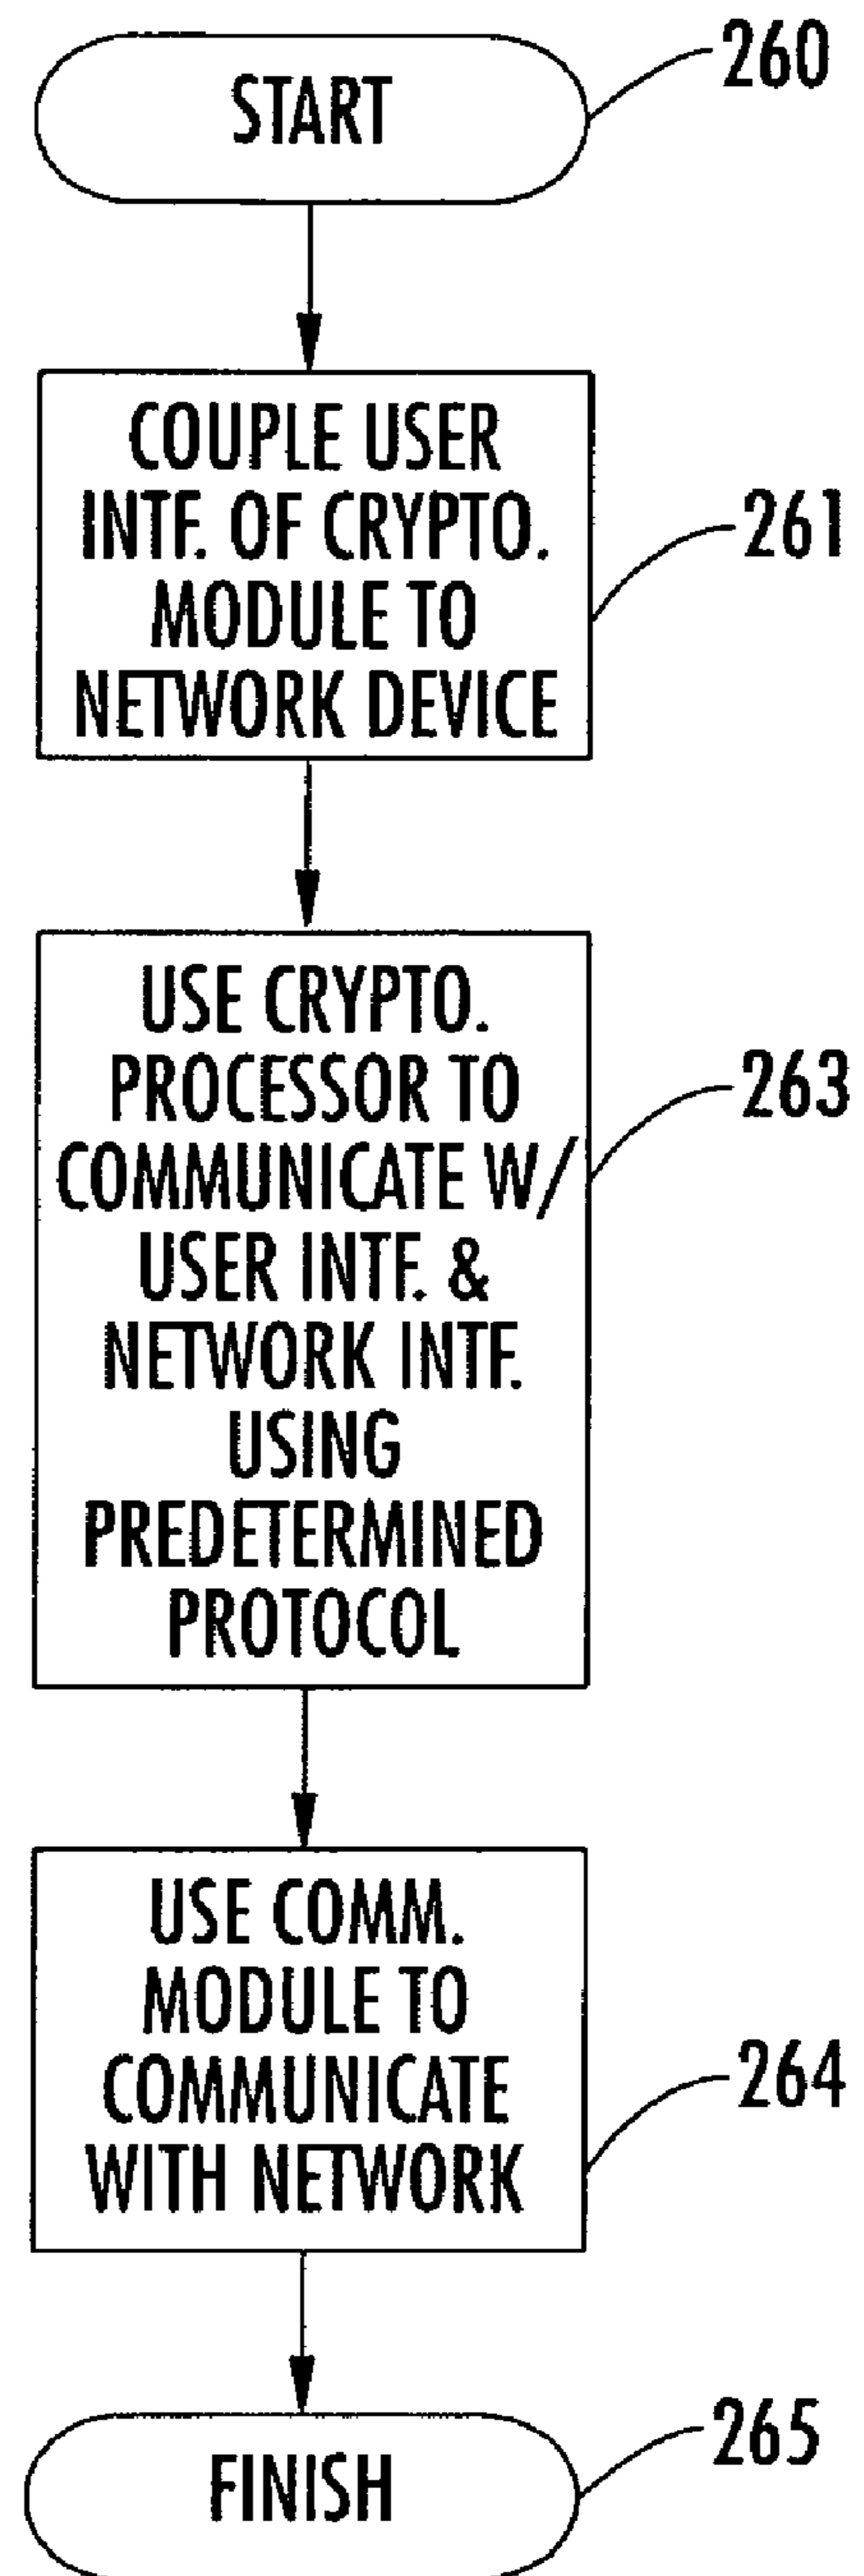 START
260
COUPLE USER
INTF. OF CRYPTO.
MODULE TO
NETWORK DEVICE
261
USE CRYPTO.
PROCESSOR TO
COMMUNICATE W/
USER INTF. &
NETWORK INTF.
USING
PREDETERMINED
PROTOCOL
263
USE COMM.
MODULE TO
COMMUNICATE
WITH NETWORK
264
FINISH
265